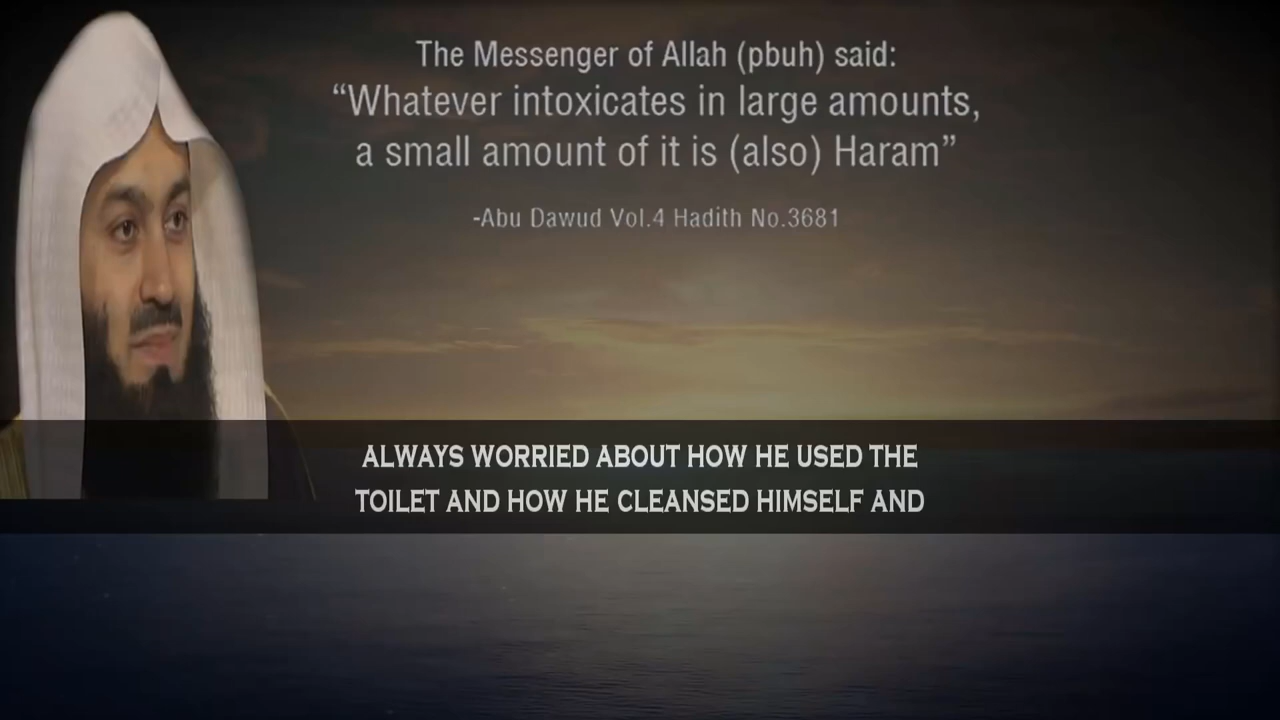 The Messenger of Allah (pbuh) said:
“Whatever intoxicates in large amounts,
a small amount of it is (also) Haram”
-Abu Dawud Vol.4 Hadith No.3681
ALWAYS WORRIED ABOUT HOW HE USED THE
TOILET AND HOW HE CLEANSED HIMSELF AND